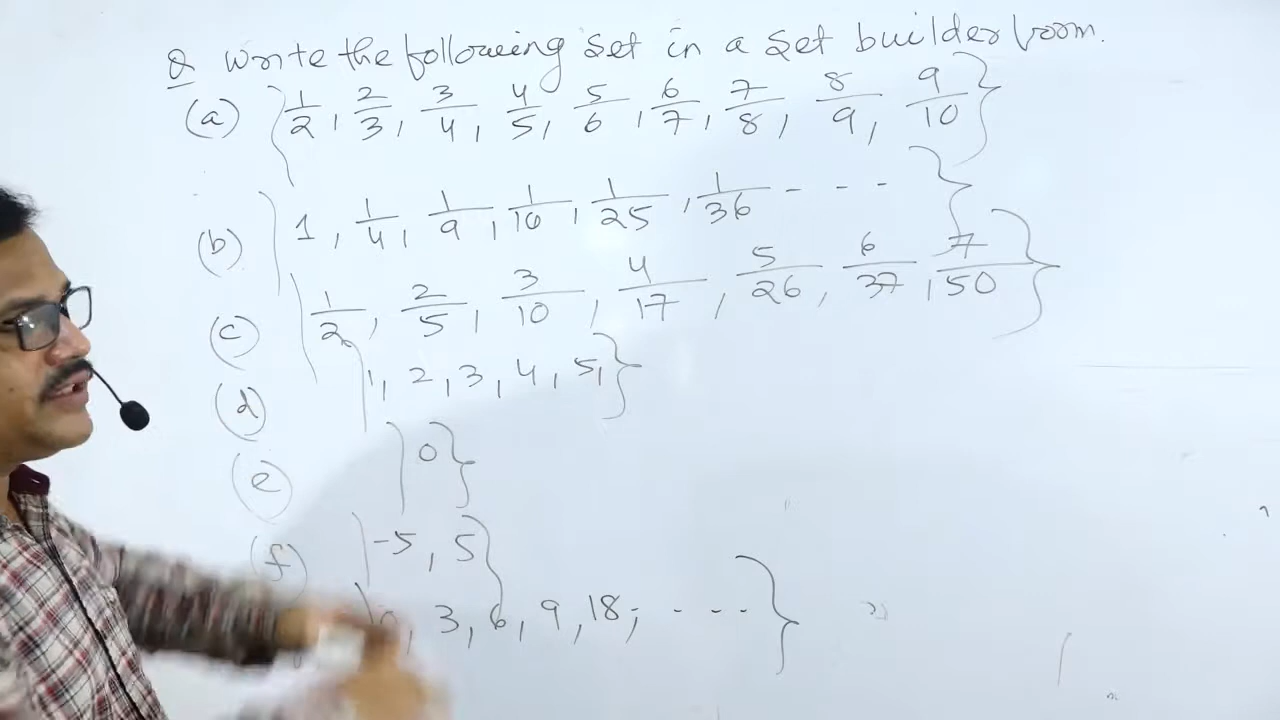 Q Write the following set in a set builder form.
(a) {1/2, 2/3, 3/4, 4/5, 5/6, 6/7, 7/8, 8/9, 9/10}
(b) {1, 1/4, 1/9, 1/16, 1/25, 1/36 - - - }
(c) {1/2, 2/5, 3/10, 4/17, 5/26, 6/37, 7/50}
(d) {1, 2, 3, 4, 5,}
(e) {0}
(f) {-5, 5}
3, 6, 9, 18, - - - }